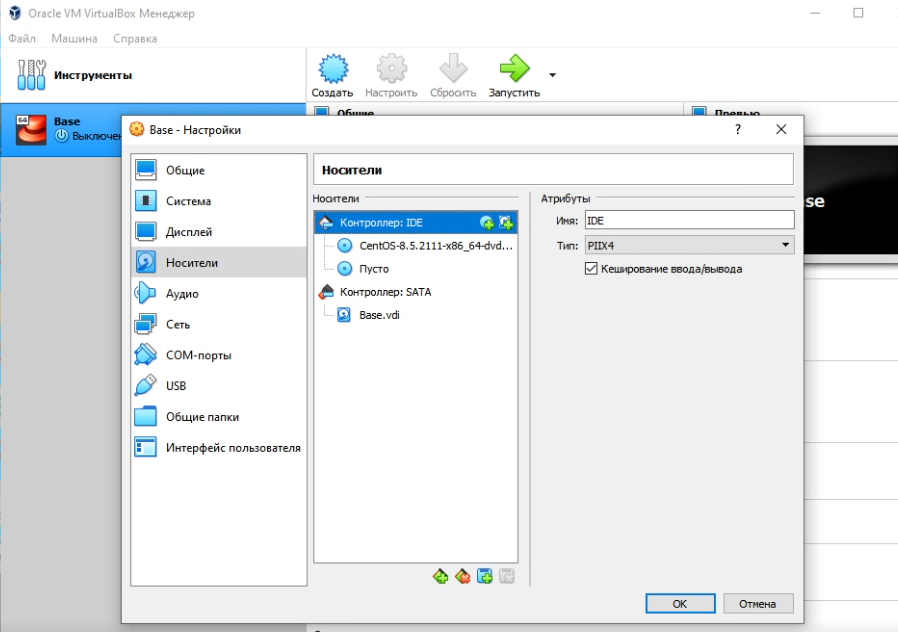 Oracle VM VirtualBox Менеджер
Файл Машина Справка
Инструменты
Создать Настроить Сбросить Запустить
Общие Превью
64
Base
Выключен
Base - Настройки
?
Общие
Система
Дисплей
Носители
Аудио
Сеть
COM-порты
USB
Общие папки
Интерфейс пользователя
Носители
Носители
Контроллер: IDE
CentOS-8.5.2111-x86_64-dvd...
Пусто
Контроллер: SATA
Base.vdi
Атрибуты
Имя: IDE
Тип: PIIX4
Кеширование ввода/вывода
se
OK Отмена